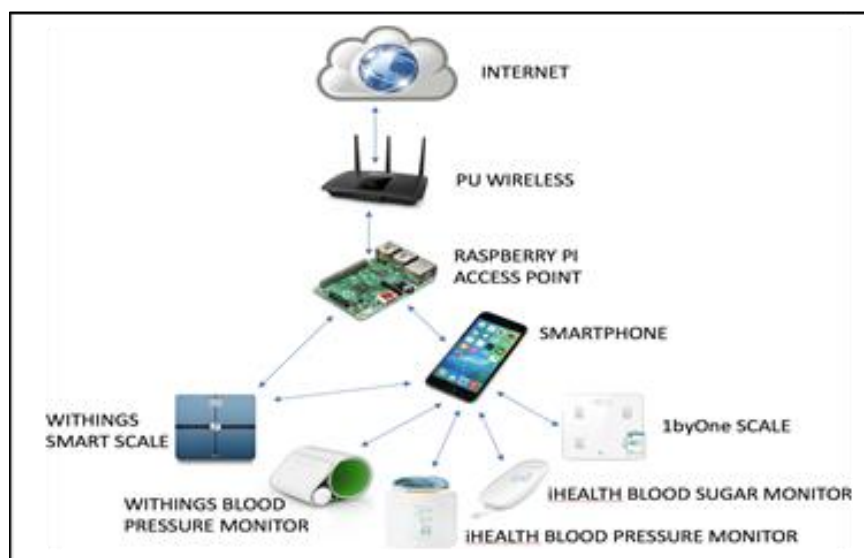 INTERNET
PU WIRELESS
RASPBERRY PI
ACCESS POINT
SMARTPHONE
WITHINGS
SMART SCALE
1byOne SCALE
WITHINGS BLOOD
PRESSURE MONITOR
iHEALTH BLOOD SUGAR MONITOR
iHEALTH BLOOD PRESSURE MONITOR